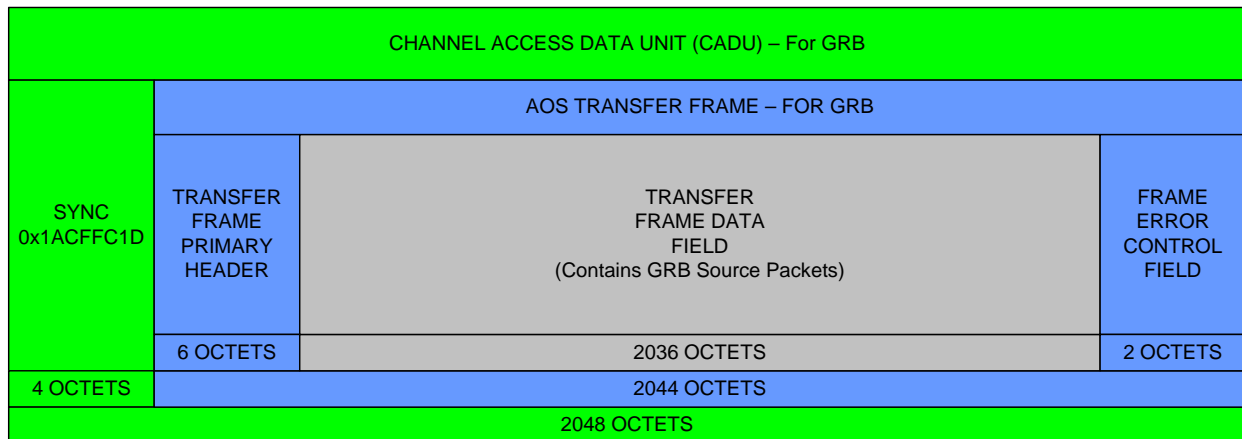 CHANNEL ACCESS DATA UNIT (CADU) – For GRB
AOS TRANSFER FRAME – FOR GRB
SYNC
0x1ACFFC1D
TRANSFER
FRAME
PRIMARY
HEADER
TRANSFER
FRAME DATA
FIELD
(Contains GRB Source Packets)
FRAME
ERROR
CONTROL
FIELD
6 OCTETS
2036 OCTETS
2 OCTETS
4 OCTETS
2044 OCTETS
2048 OCTETS